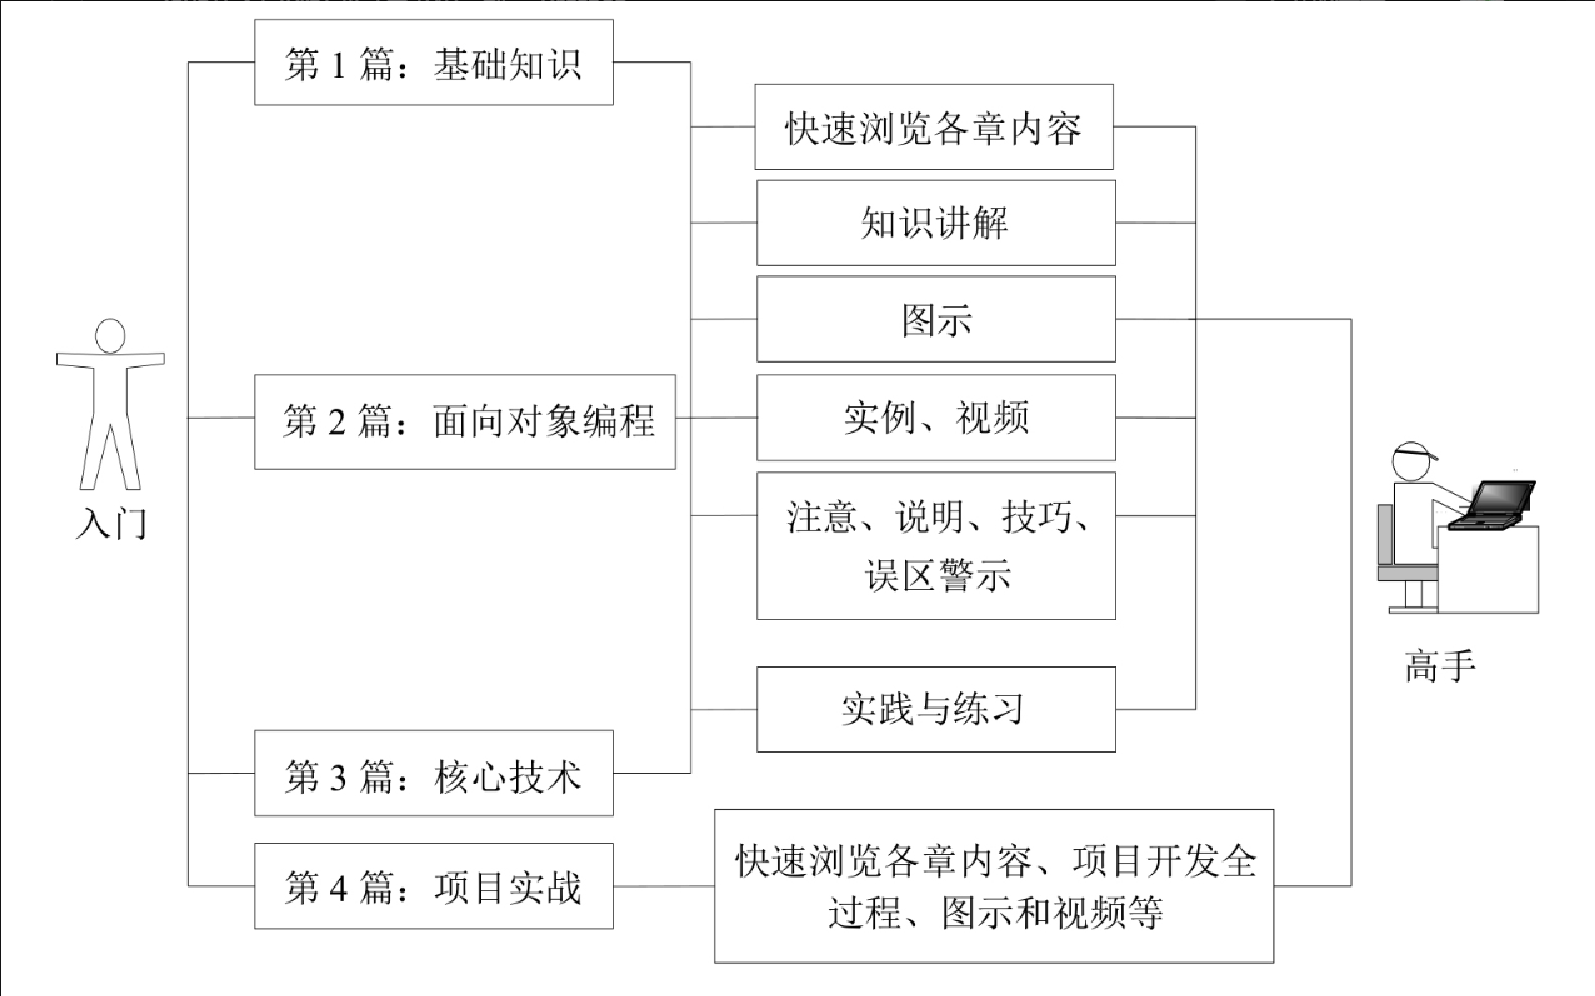 第 1 篇：基础知识
快速浏览各章内容
知识讲解
图示
第 2 篇：面向对象编程
实例、视频
入门
注意、说明、技巧、
误区警示
高手
实践与练习
第 3 篇：核心技术
第 4 篇：项目实战
快速浏览各章内容、项目开发全
过程、图示和视频等